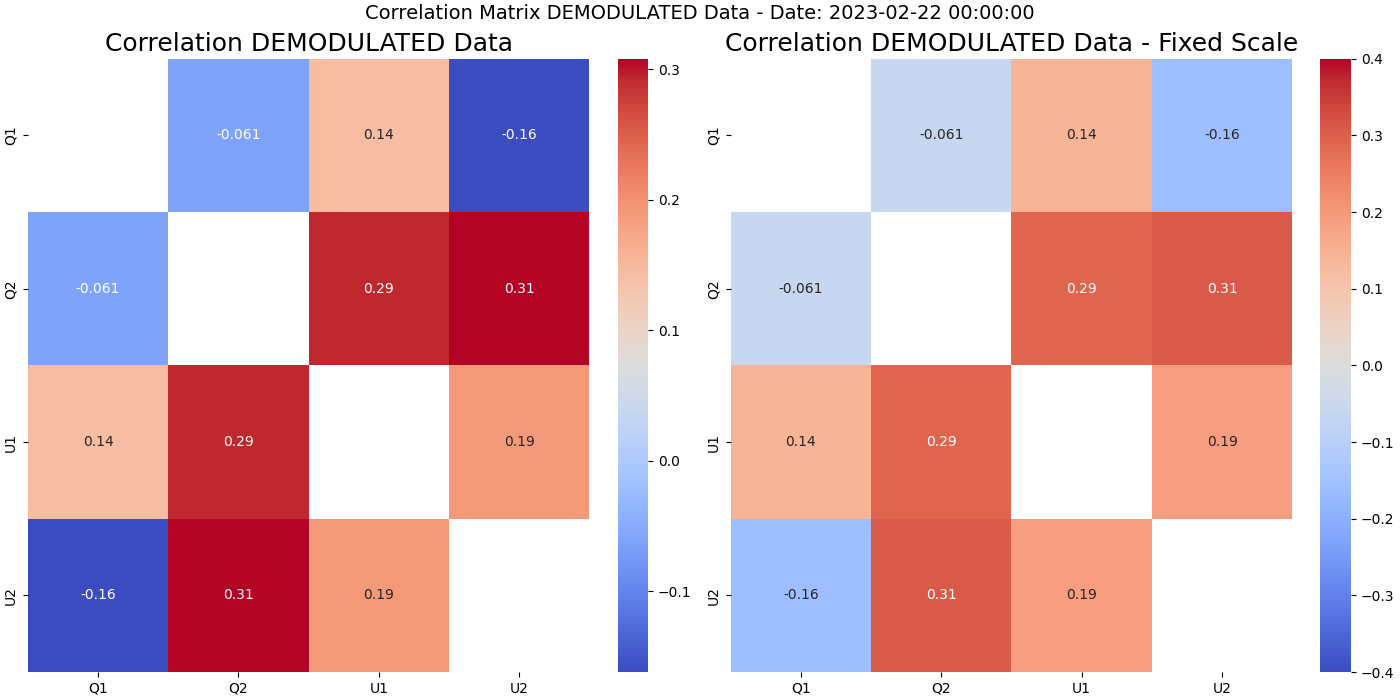 Correlation Matrix DEMODULATED Data - Date: 2023-02-22 00:00:00
Correlation DEMODULATED Data
Q1
Q2
U1
U2
-0.061 0.14 -0.16
-0.061 0.29 0.31
0.14 0.29 0.19
-0.16 0.31 0.19
Q1 Q2 U1 U2
0.3
0.2
0.1
0.0
−0.1
Correlation DEMODULATED Data - Fixed Scale
Q1
Q2
U1
U2
-0.061 0.14 -0.16
-0.061 0.29 0.31
0.14 0.29 0.19
-0.16 0.31 0.19
Q1 Q2 U1 U2
0.4
0.3
0.2
0.1
0.0
−0.1
−0.2
−0.3
−0.4